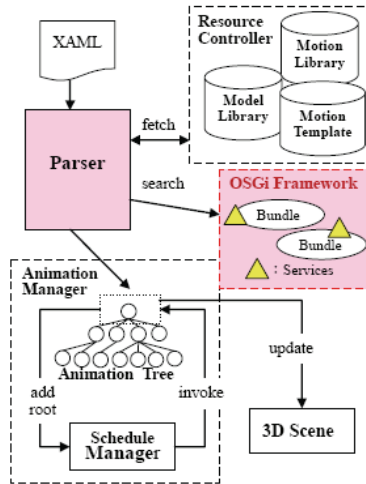 XAML
Resource
Controller
Motion
Library
Model
Library
Motion
Template
fetch
Parser
search
OSGi Framework
Bundle
Bundle
: Services
Animation
Manager
Animation Tree
add
root
invoke
update
Schedule
Manager
3D Scene